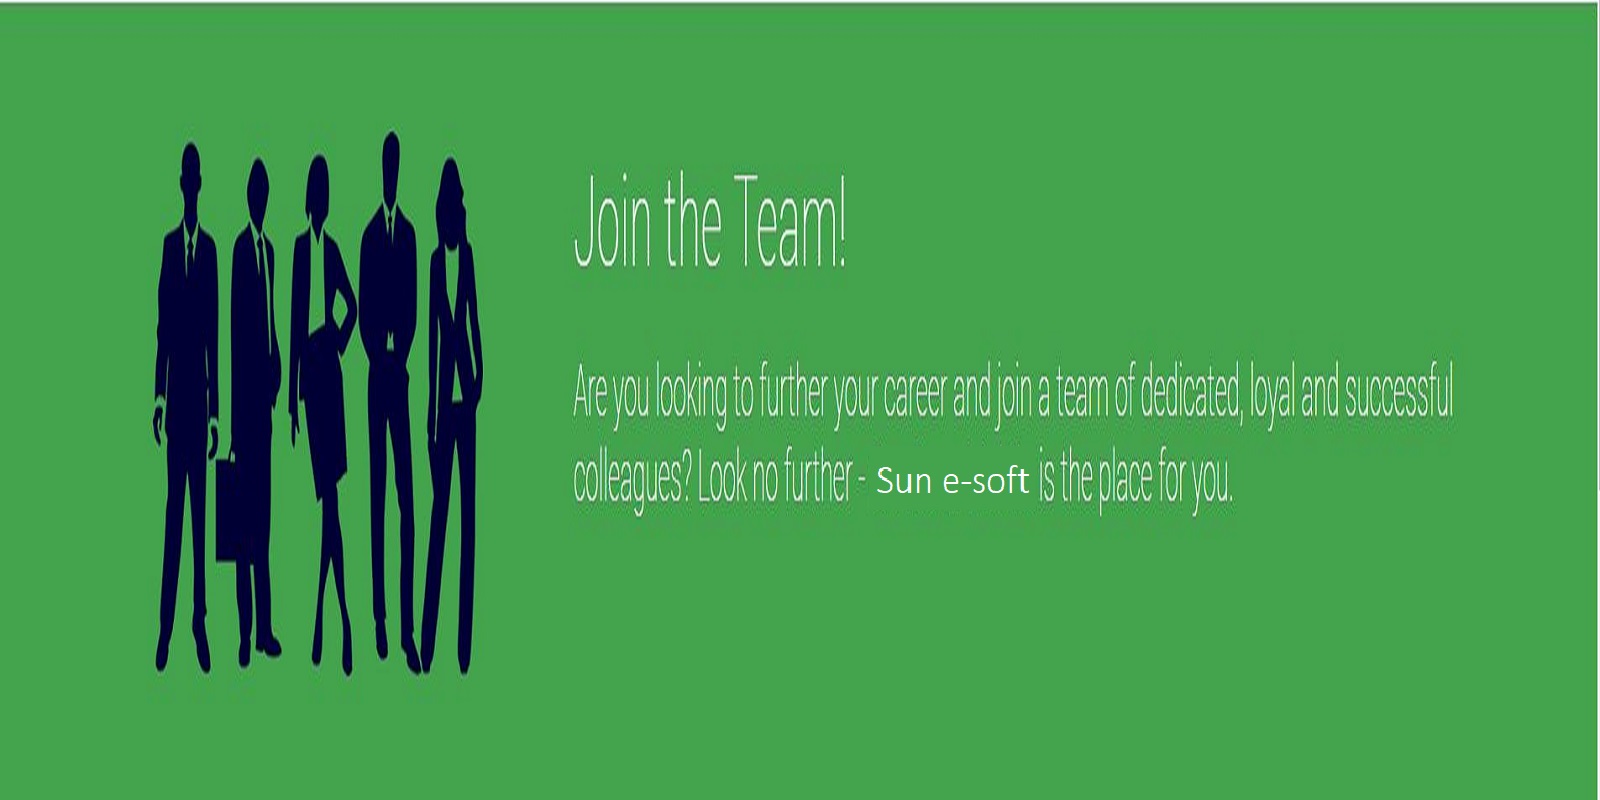 Join the Team!
Are you looking to further your career and join a team of dedicated, loyal and successful
colleagues? Look no further - Sun e-soft is the place for you.